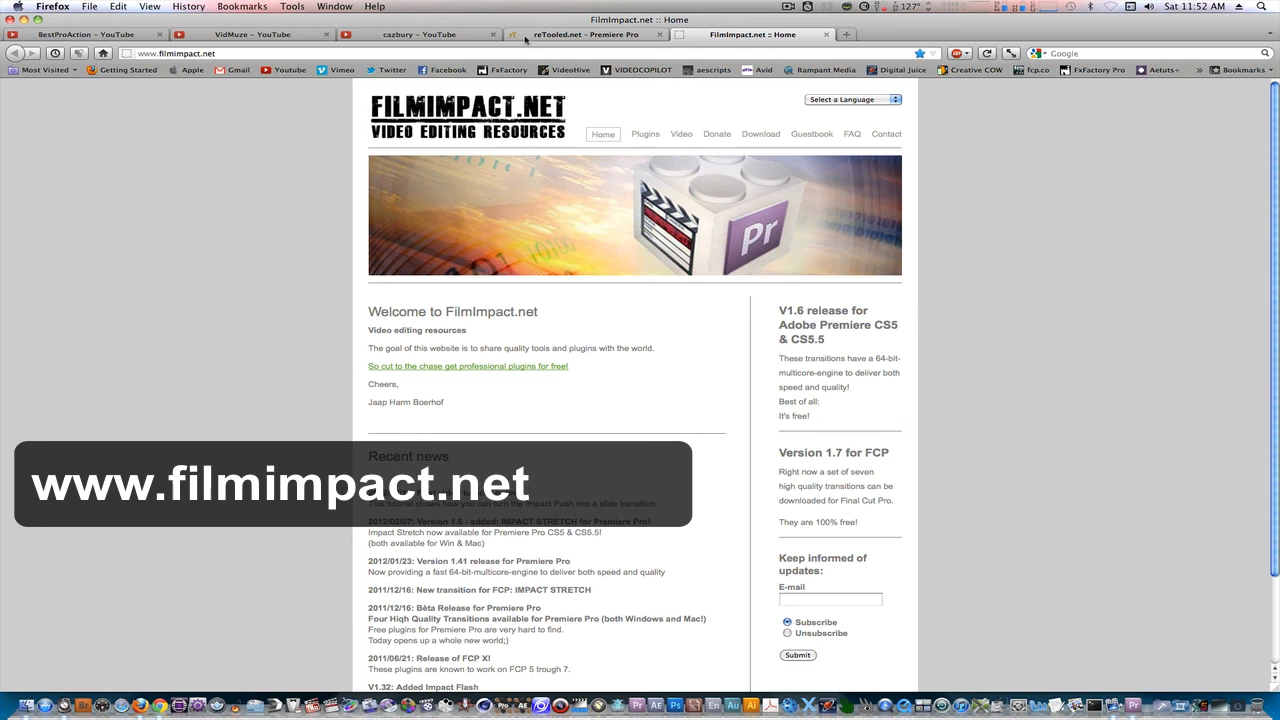 Firefox File Edit View History Bookmarks Tools Window Help
127° Sat 11:52 AM
FilmImpact.net :: Home
BestProAction – YouTube
VidMuze – YouTube
cazbury – YouTube
reTooled.net – Premiere Pro
FilmImpact.net :: Home
www.filmimpact.net
Google
Most Visited Apple Gmail Youtube Vimeo Twitter Facebook FxFactory VideoHive VIDEOCOPILOT aescripts Avid Rampant Media Digital Juice Creative COW fcp.co FxFactory Pro Aetuts+ » Bookmarks
FILMIMPACT.NET
VIDEO EDITING RESOURCES
Select a Language
Home Plugins Video Donate Download Guestbook FAQ Contact
Pr
Welcome to FilmImpact.net
Video editing resources
The goal of this website is to share quality tools and plugins with the world.
So cut to the chase get professional plugins for free!
Cheers,
Jaap Harm Boerhof
Recent news
www.filmimpact.net
This tutorial shows how you can turn the Impact Push into a slide transition.
2012/02/07: Version 1.6 - added: IMPACT STRETCH for Premiere Pro!
Impact Stretch now available for Premiere Pro CS5 & CS5.5!
(both available for Win & Mac)
2012/01/23: Version 1.41 release for Premiere Pro
Now providing a fast 64-bit-multicore-engine to deliver both speed and quality
2011/12/16: New transition for FCP: IMPACT STRETCH
2011/12/16: Bèta Release for Premiere Pro
Four High Quality Transitions available for Premiere Pro (both Windows and Mac!)
Free plugins for Premiere Pro are very hard to find.
Today opens up a whole new world;)
2011/06/21: Release of FCP X!
These plugins are known to work on FCP 5 trough 7.
V1.32: Added Impact Flash
V1.6 release for
Adobe Premiere CS5
& CS5.5
These transitions have a 64-bit-
multicore-engine to deliver both
speed and quality!
Best of all:
It's free!
Version 1.7 for FCP
Right now a set of seven
high quality transitions can be
downloaded for Final Cut Pro.
They are 100% free!
Keep informed of
updates:
E-mail
Subscribe
Unsubscribe
Submit